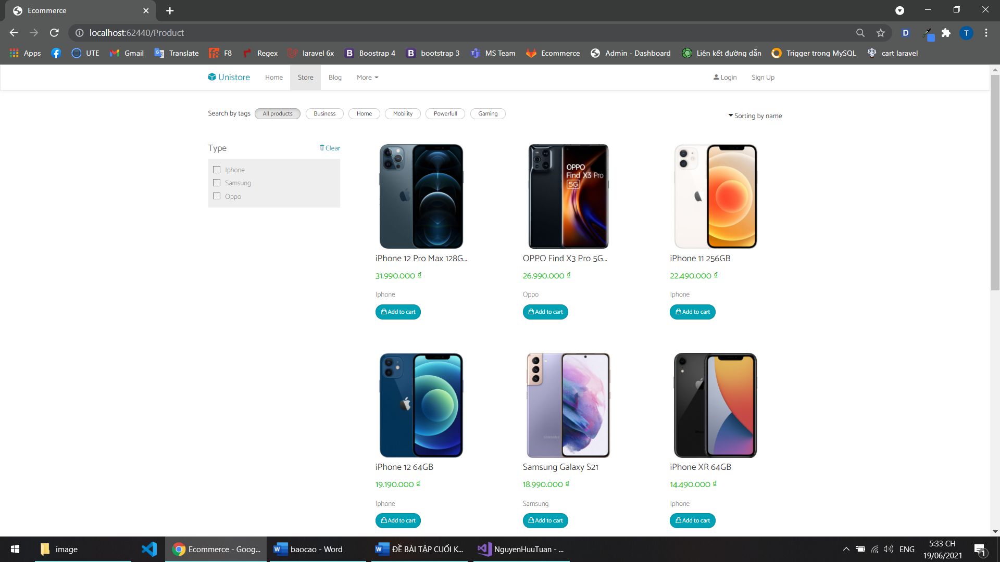 Ecommerce
localhost:62440/Product
D
T
Apps
UTE
Gmail
Translate
F8
Regex
laravel 6x
Boostrap 4
bootstrap 3
MS Team
Ecommerce
Admin - Dashboard
Liên kết đường dẫn
Trigger trong MySQL
cart laravel
Unistore
Home
Store
Blog
More
Login
Sign Up
Search by tags
All products
Business
Home
Mobility
Powerfull
Gaming
Sorting by name
Type
Clear
Iphone
Samsung
Oppo
OPPO
Find X3 Pro
5G
iPhone 12 Pro Max 128G...
31.990.000 ₫
Iphone
Add to cart
OPPO Find X3 Pro 5G...
26.990.000 ₫
Oppo
Add to cart
iPhone 11 256GB
22.490.000 ₫
Iphone
Add to cart
SAMSUNG
iPhone 12 64GB
19.190.000 ₫
Iphone
Add to cart
Samsung Galaxy S21
18.990.000 ₫
Samsung
Add to cart
iPhone XR 64GB
14.490.000 ₫
Iphone
Add to cart
image
Ecommerce - Goog...
baocao - Word
ĐỀ BÀI TẬP CUỐI K...
NguyenHuuTuan - ...
ENG
5:33 CH
19/06/2021
1